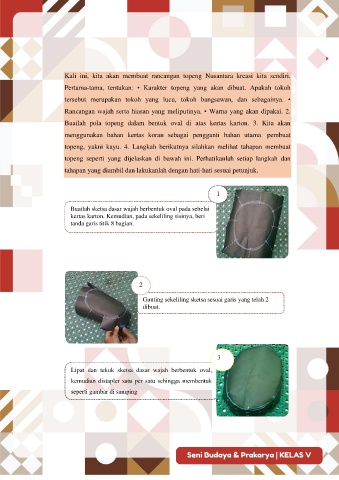 Kali ini, kita akan membuat rancangan topeng Nusantara kreasi kita sendiri.
Pertama-tama, tentukan: • Karakter topeng yang akan dibuat. Apakah tokoh
tersebut merupakan tokoh yang lucu, tokoh bangsawan, dan sebagainya. •
Rancangan wajah serta hiasan yang meliputinya. • Warna yang akan dipakai. 2.
Buatlah pola topeng dalam bentuk oval di atas kertas karton. 3. Kita akan
menggunakan bahan kertas koran sebagai pengganti bahan utama pembuat
topeng, yakni kayu. 4. Langkah berikutnya silahkan melihat tahapan membuat
topeng seperti yang dijelaskan di bawah ini. Perhatikanlah setiap langkah dan
tahapan yang diambil dan lakukanlah dengan hati-hati sesuai petunjuk.
1
Buatlah sketsa dasar wajah berbentuk oval pada sehelai
kertas karton. Kemudian, pada sekeliling sisinya, beri
tanda garis titik 8 bagian.
2
Gunting sekeliling sketsa sesuai garis yang telah 2
dibuat.
3
Lipat dan tekuk sketsa dasar wajah berbentuk oval,
kemudian distapler satu per satu sehingga membentuk
seperti gambar di samping
Seni Budaya & Prakarya | KELAS V